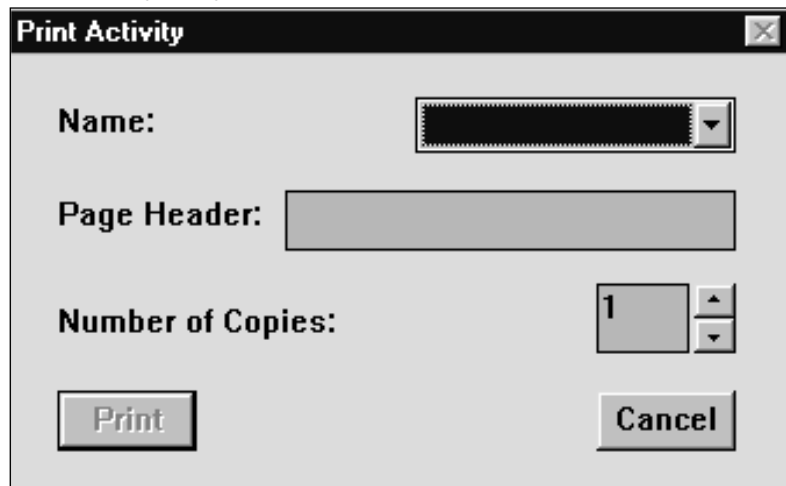 Print Activity
Name:
Page Header:
Number of Copies:
1
Print
Cancel